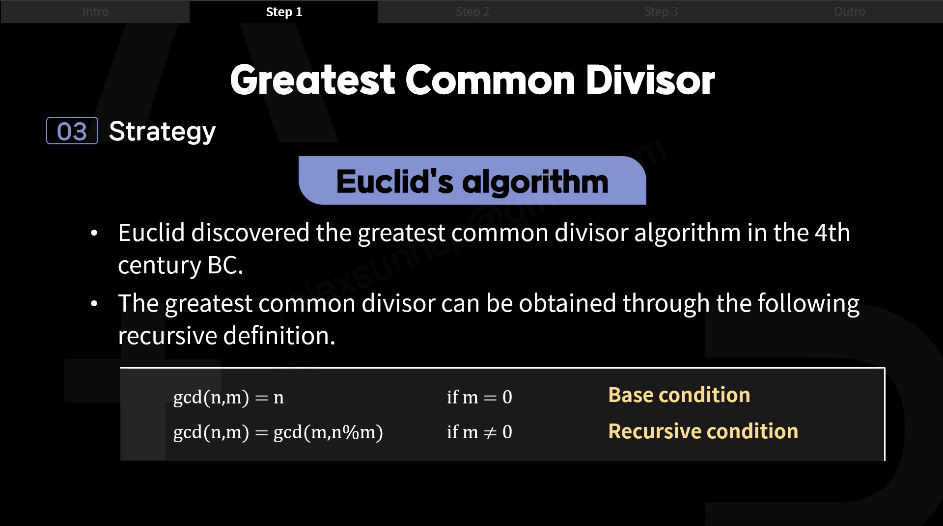 Intro Step 1 Step 2 Step 3 Outro
Greatest Common Divisor
03 Strategy
Euclid's algorithm
• Euclid discovered the greatest common divisor algorithm in the 4th
century BC.
• The greatest common divisor can be obtained through the following
recursive definition.
gcd(n,m) = n if m = 0 Base condition
gcd(n,m) = gcd(m,n%m) if m ≠ 0 Recursive condition